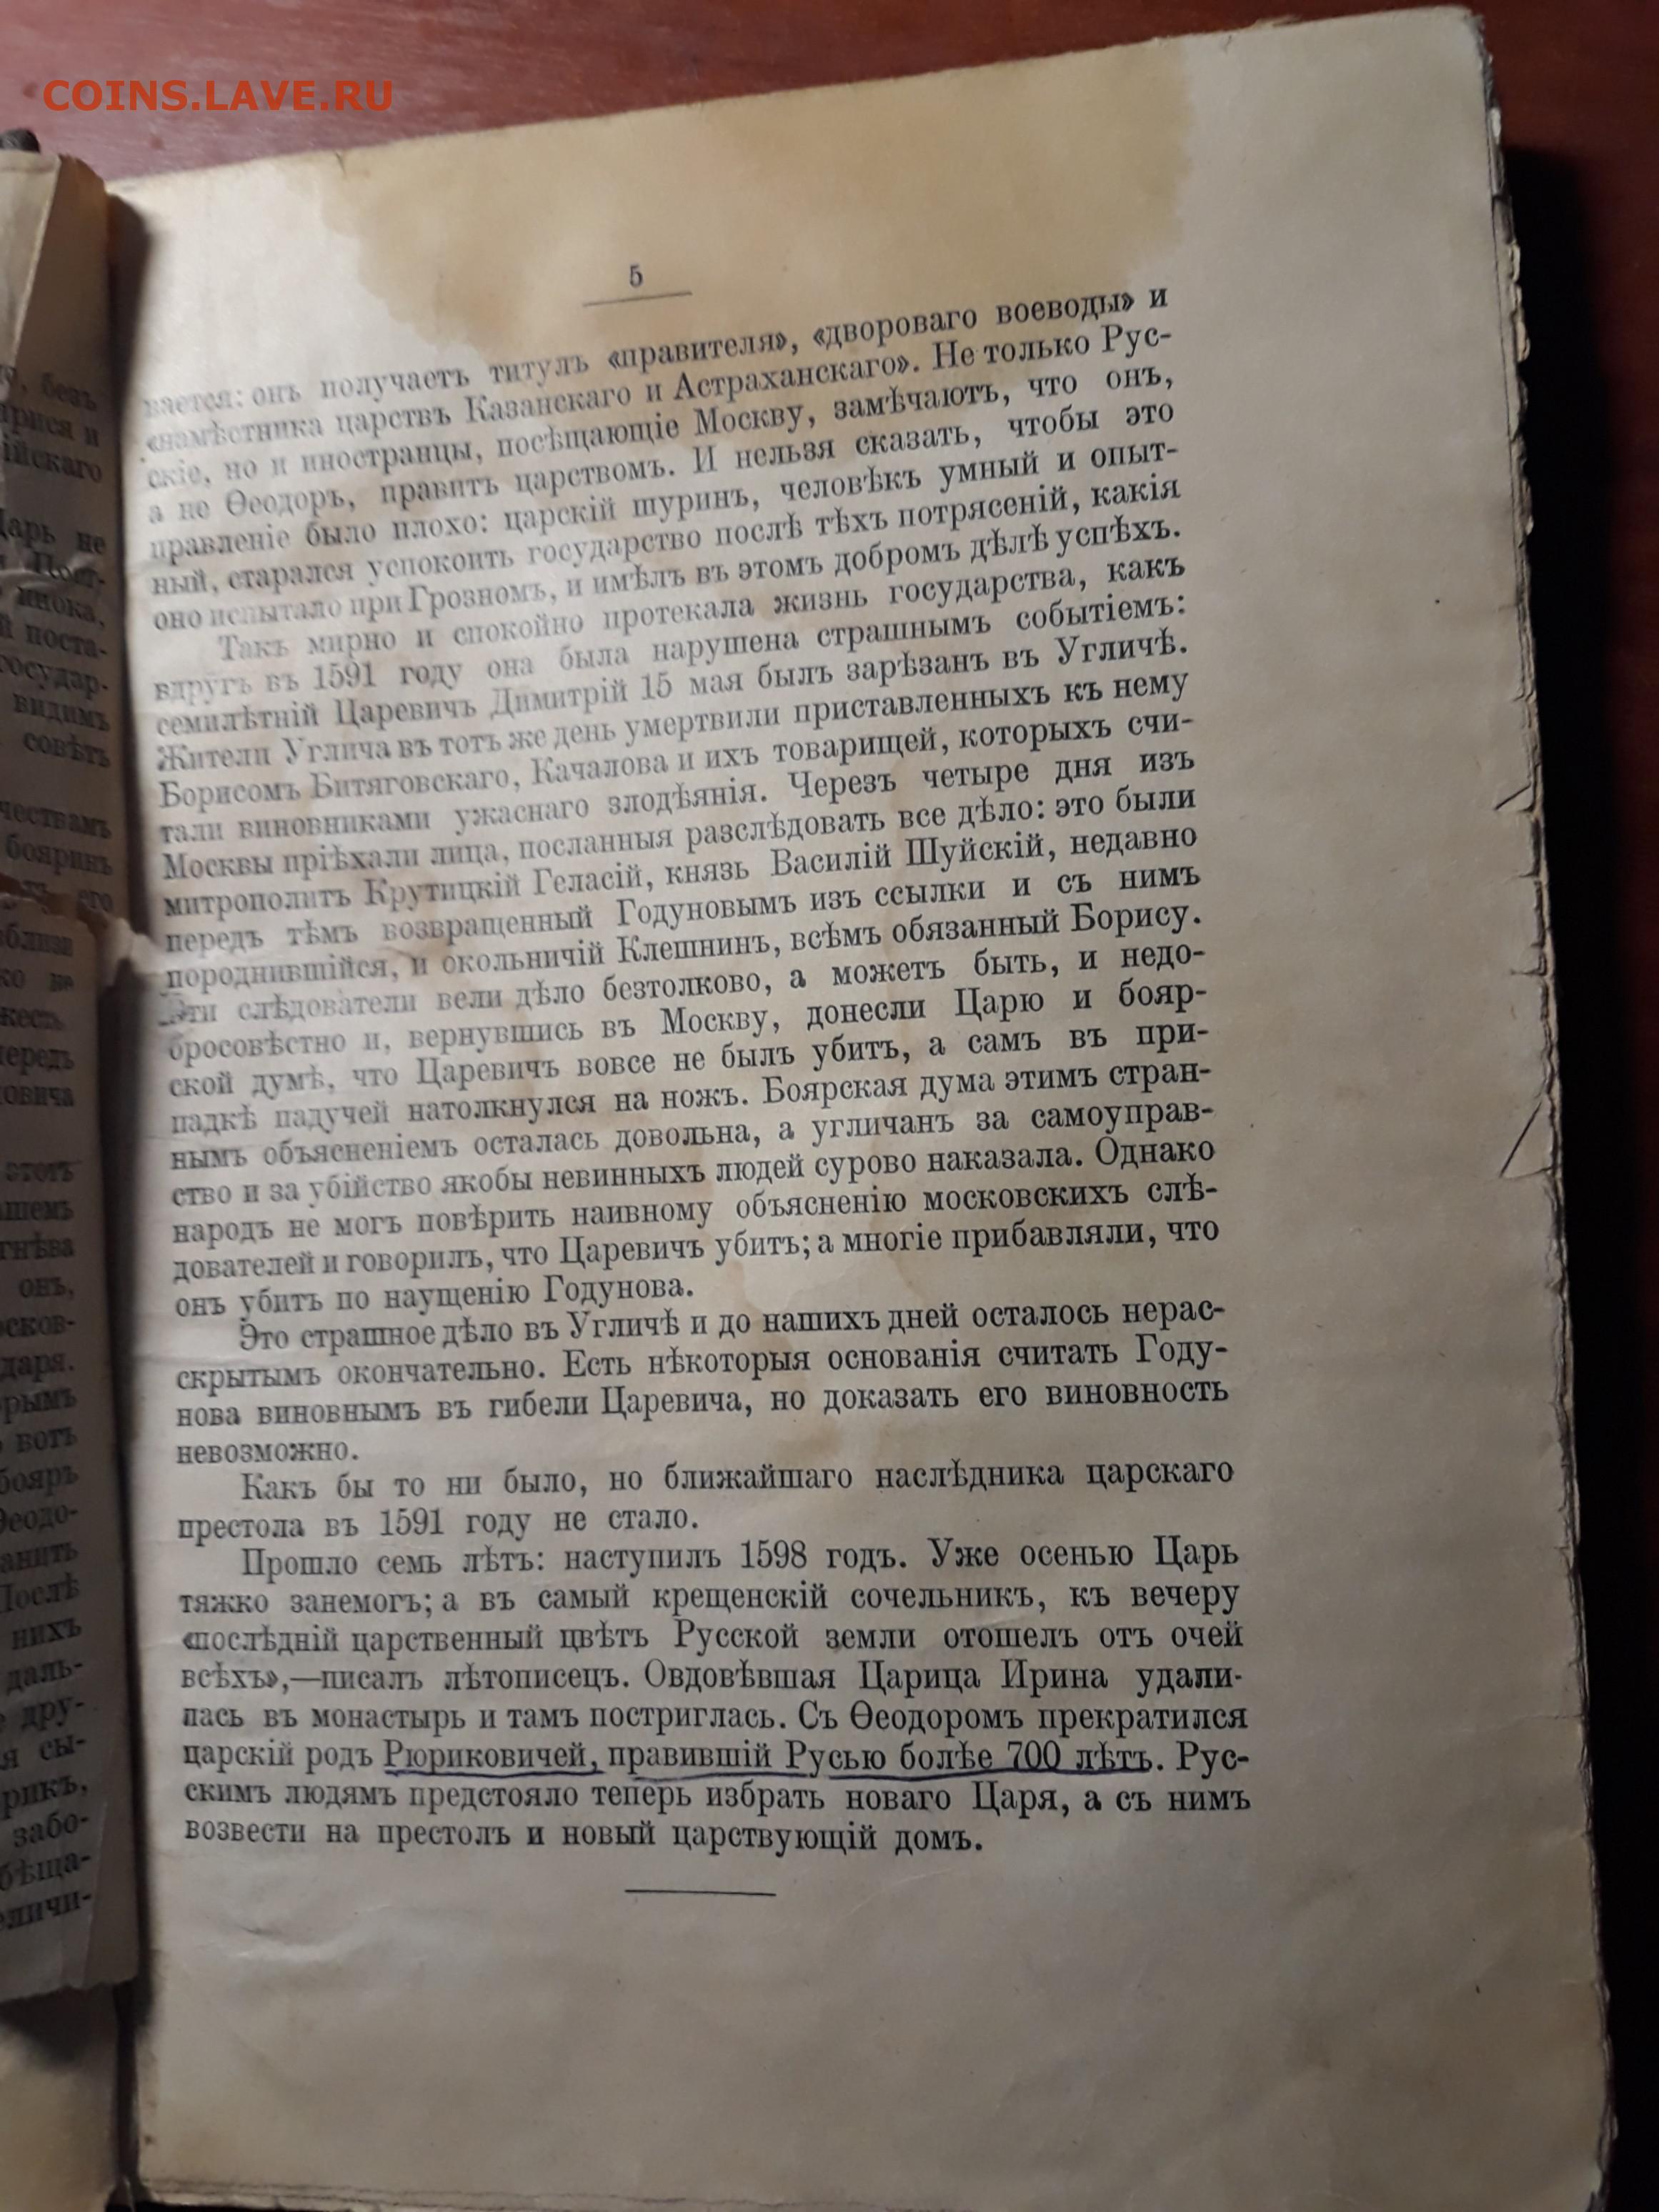 COINS.LAVE.RU
5
вается: онъ получаетъ титулъ «правителя», «двороваго воеводы» и
«намѣстника царствъ Казанскаго и Астраханскаго». Не только Рус-
скіе, но и иностранцы, посѣщающіе Москву, замѣчаютъ, что онъ,
а не Ѳеодоръ, правитъ царствомъ. И нельзя сказать, чтобы это
правленіе было плохо: царскій шуринъ, человѣкъ умный и опыт-
ный, старался успокоить государство послѣ тѣхъ потрясеній, какія
оно испытало при Грозномъ, и имѣлъ въ этомъ добромъ дѣлѣ успѣхъ.
Такъ мирно и спокойно протекала жизнь государства, какъ
вдругъ въ 1591 году она была нарушена страшнымъ событіемъ:
семилѣтній Царевичъ Димитрій 15 мая былъ зарѣзанъ въ Угличѣ.
Жители Углича въ тотъ же день умертвили приставленныхъ къ нему
Борисомъ Битяговскаго, Качалова и ихъ товарищей, которыхъ счи-
тали виновниками ужаснаго злодѣянія. Черезъ четыре дня изъ
Москвы пріѣхали лица, посланныя разслѣдовать все дѣло: это были
митрополитъ Крутицкій Геласій, князь Василій Шуйскій, недавно
передъ тѣмъ возвращенный Годуновымъ изъ ссылки и съ нимъ
породнившійся, и окольничій Клешнинъ, всѣмъ обязанный Борису.
Эти слѣдователи вели дѣло безтолково, а можетъ быть, и недо-
бросовѣстно и, вернувшись въ Москву, донесли Царю и бояр-
ской думѣ, что Царевичъ вовсе не былъ убитъ, а самъ въ при-
падкѣ падучей натолкнулся на ножъ. Боярская дума этимъ стран-
нымъ объясненіемъ осталась довольна, а угличанъ за самоуправ-
ство и за убійство якобы невинныхъ людей сурово наказала. Однако
народъ не могъ повѣрить наивному объясненію московскихъ слѣ-
дователей и говорилъ, что Царевичъ убитъ; а многіе прибавляли, что
онъ убитъ по наущенію Годунова.
Это страшное дѣло въ Угличѣ и до нашихъ дней осталось нерас-
скрытымъ окончательно. Есть нѣкоторыя основанія считать Году-
нова виновнымъ въ гибели Царевича, но доказать его виновность
невозможно.
Какъ бы то ни было, но ближайшаго наслѣдника царскаго
престола въ 1591 году не стало.
Прошло семь лѣтъ: наступилъ 1598 годъ. Уже осенью Царь
тяжко занемогъ; а въ самый крещенскій сочельникъ, къ вечеру
«послѣдній царственный цвѣтъ Русской земли отошелъ отъ очей
всѣхъ»,—писалъ лѣтописецъ. Овдовѣвшая Царица Ирина удали-
лась въ монастырь и тамъ постриглась. Съ Ѳеодоромъ прекратился
царскій родъ Рюриковичей, правившій Русью болѣе 700 лѣтъ. Рус-
скимъ людямъ предстояло теперь избрать новаго Царя, а съ нимъ
возвести на престолъ и новый царствующій домъ.